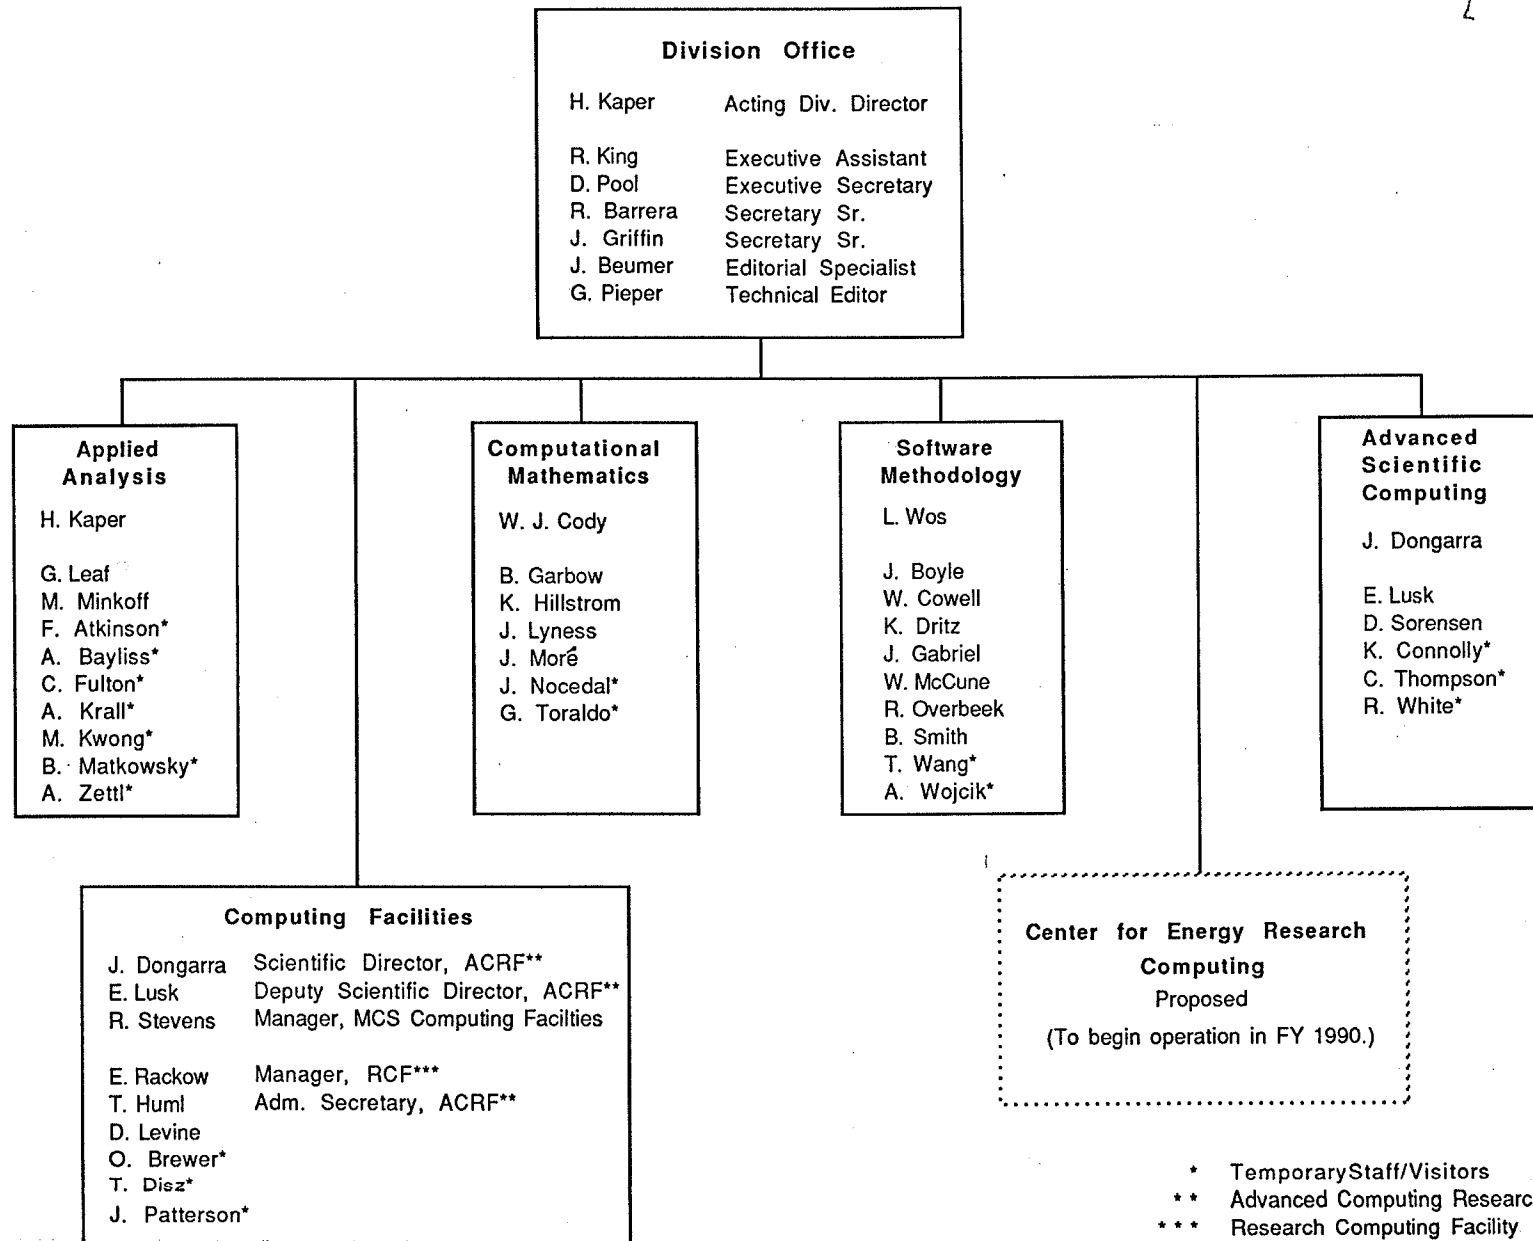 Division Office
H. Kaper Acting Div. Director
R. King Executive Assistant
D. Pool Executive Secretary
R. Barrera Secretary Sr.
J. Griffin Secretary Sr.
J. Beumer Editorial Specialist
G. Pieper Technical Editor
Applied
Analysis
H. Kaper
G. Leaf
M. Minkoff
F. Atkinson*
A. Bayliss*
C. Fulton*
A. Krall*
M. Kwong*
B. Matkowsky*
A. Zettl*
Computational
Mathematics
W. J. Cody
B. Garbow
K. Hillstrom
J. Lyness
J. Moré
J. Nocedal*
G. Toraldo*
Software
Methodology
L. Wos
J. Boyle
W. Cowell
K. Dritz
J. Gabriel
W. McCune
R. Overbeek
B. Smith
T. Wang*
A. Wojcik*
Advanced
Scientific
Computing
J. Dongarra
E. Lusk
D. Sorensen
K. Connolly*
C. Thompson*
R. White*
Computing Facilities
J. Dongarra Scientific Director, ACRF**
E. Lusk Deputy Scientific Director, ACRF**
R. Stevens Manager, MCS Computing Facilties
E. Rackow Manager, RCF***
T. Huml Adm. Secretary, ACRF**
D. Levine
O. Brewer*
T. Disz*
J. Patterson*
Center for Energy Research
Computing
Proposed
(To begin operation in FY 1990.)
* TemporaryStaff/Visitors
** Advanced Computing Researc
*** Research Computing Facility